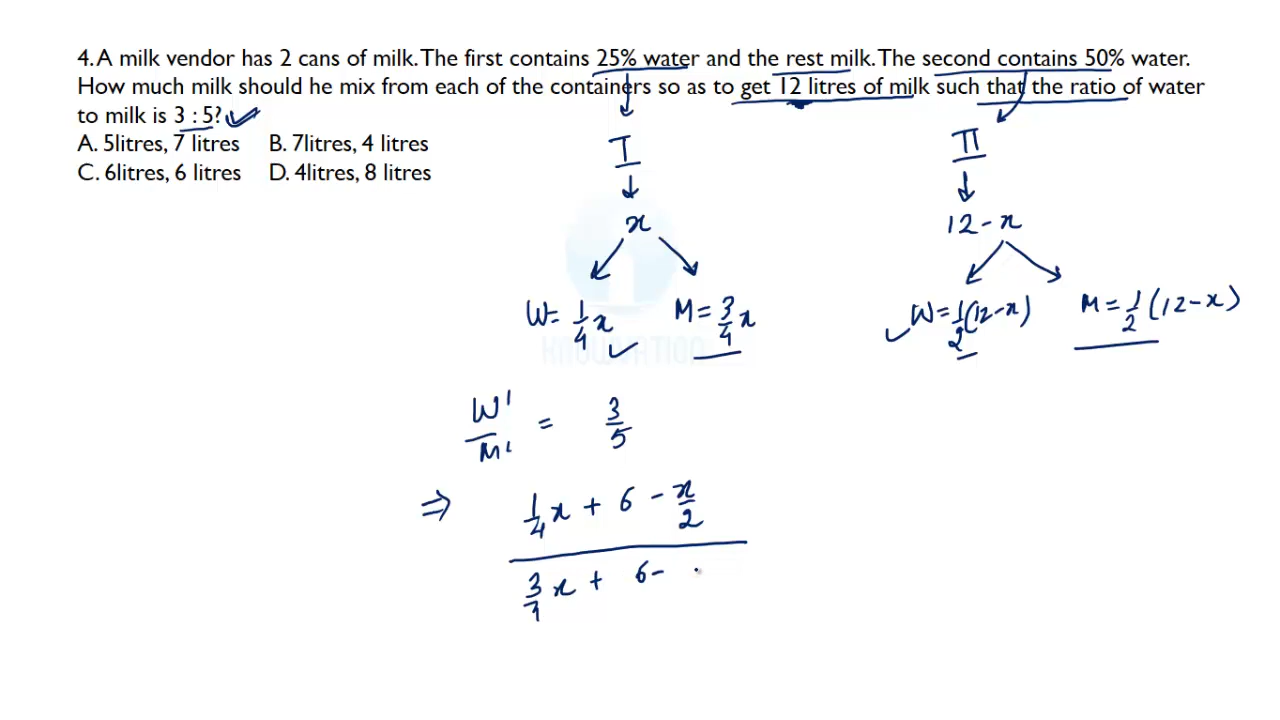 4. A milk vendor has 2 cans of milk. The first contains 25% water and the rest milk. The second contains 50% water.
How much milk should he mix from each of the containers so as to get 12 litres of milk such that the ratio of water
to milk is 3 : 5?
A. 5litres, 7 litres B. 7litres, 4 litres
C. 6litres, 6 litres D. 4litres, 8 litres
I II
x 12 - x
W = 1/4 x M = 3/4 x W = 1/2 (12 - x) M = 1/2 (12 - x)
KNOWVATION
W' / M' = 3/5
⇒ 1/4 x + 6 - x/2
3/4 x + 6 -